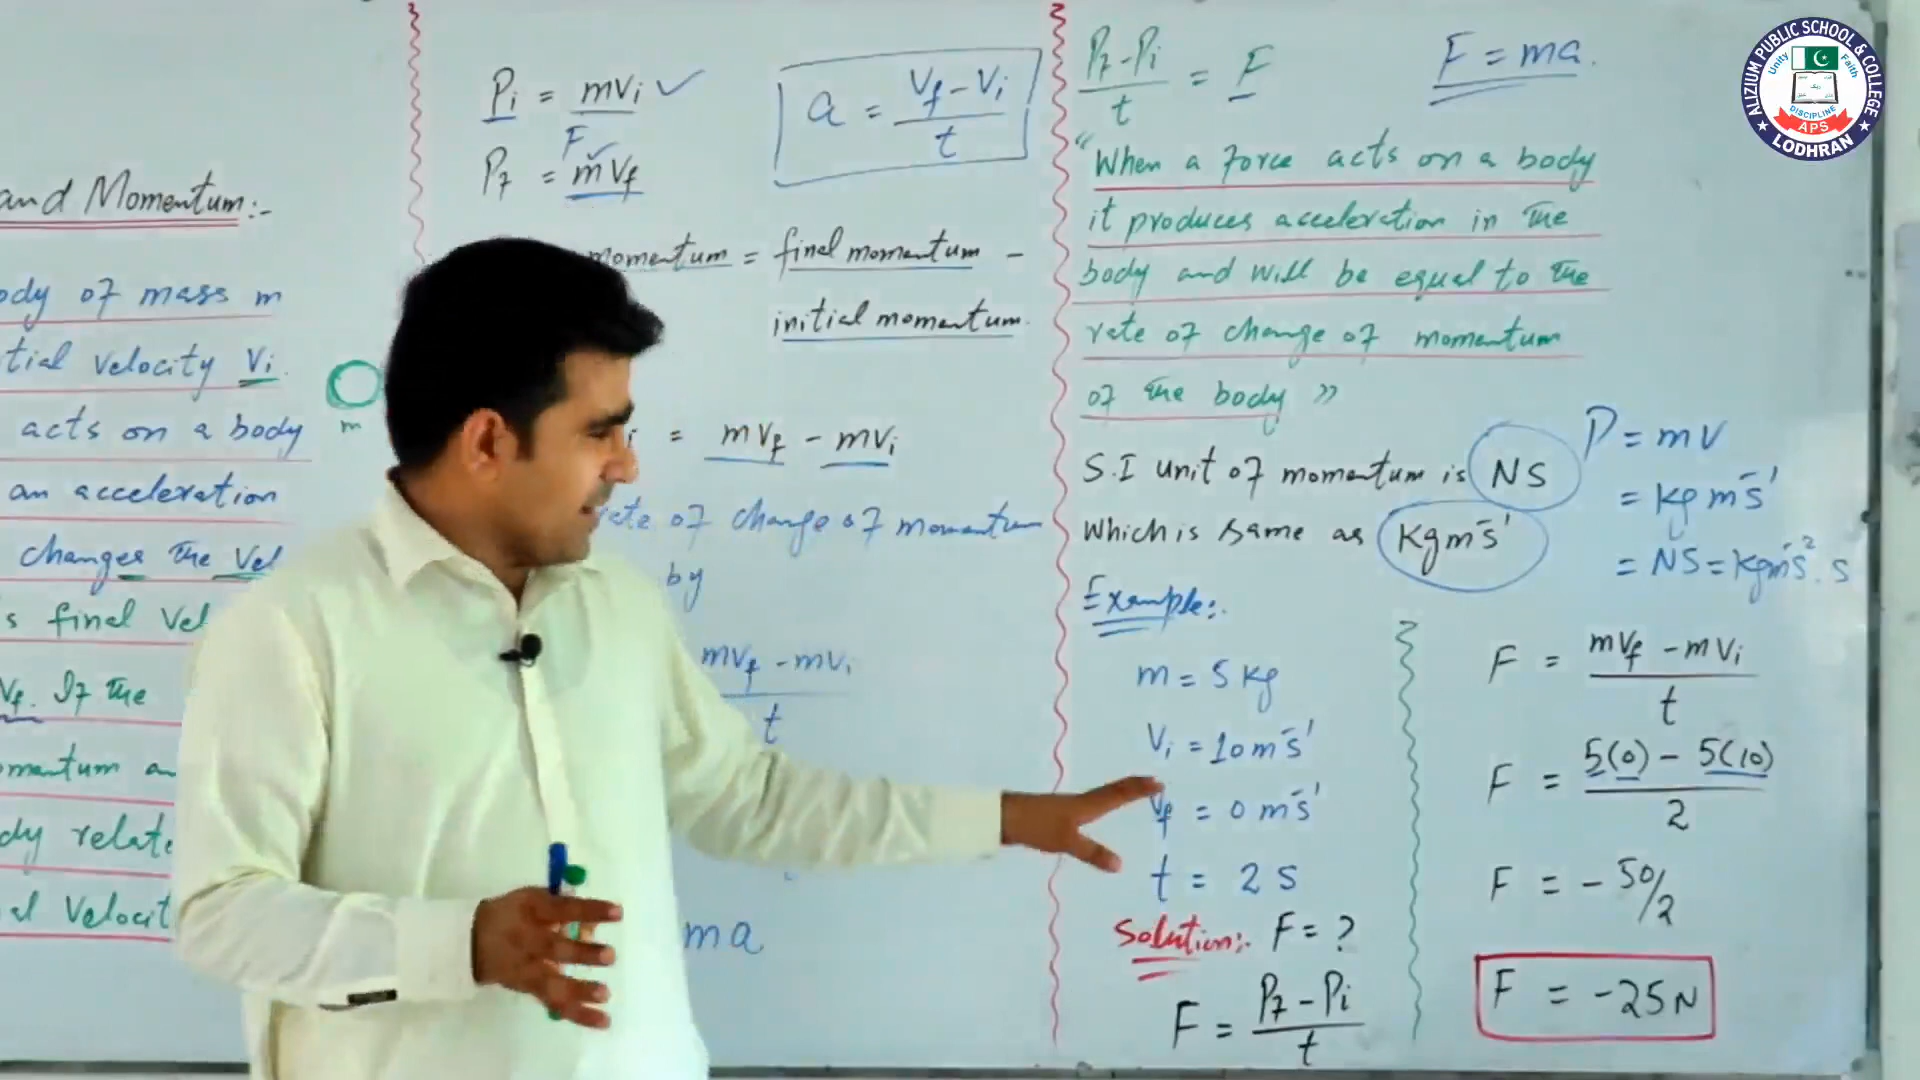 and Momentum:-
ody of mass m
tial velocity Vi.
acts on a body
an acceleration
changes the Vel
s final Vel
Vf. If the
omentum an
dy relate
al Velocit
m
Pi = mVi ✓
F
Pf = mVf
a = Vf - Vi / t
momentum = final momentum -
initial momentum.
i = mVf - mVi
rate of change of momentum
by
mVf - mVi
t
ma
Pf - Pi / t = F
F = ma.
"When a force acts on a body
it produces acceleration in the
body and will be equal to the
rate of change of momentum
of the body"
S.I unit of momentum is NS
Which is same as Kgms⁻¹
P = mv
= Kg ms⁻¹
= NS = Kgms⁻².s
Example:-
m = 5 kg
Vi = 10 ms⁻¹
Vf = 0 ms⁻¹
t = 2 s
Solution:- F = ?
F = Pf - Pi / t
F = mVf - mVi / t
F = 5(0) - 5(10) / 2
F = - 50/2
F = -25N
ALIZIUM PUBLIC SCHOOL & COLLEGE
Unity
Faith
DISCIPLINE
APS
★ LODHRAN ★